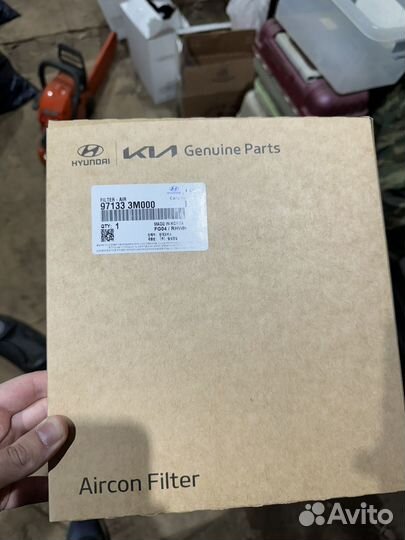 HYUNDAI
KIA Genuine Parts
FILTER - AIR
97133 3M000
QTY 1
MADE IN KOREA
Aircon Filter
Avito